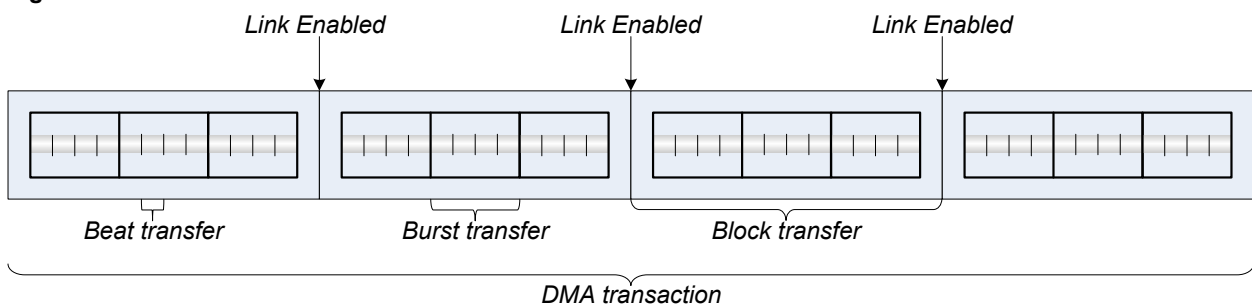 Link Enabled
Link Enabled
Link Enabled
Beat transfer
Burst transfer
Block transfer
DMA transaction